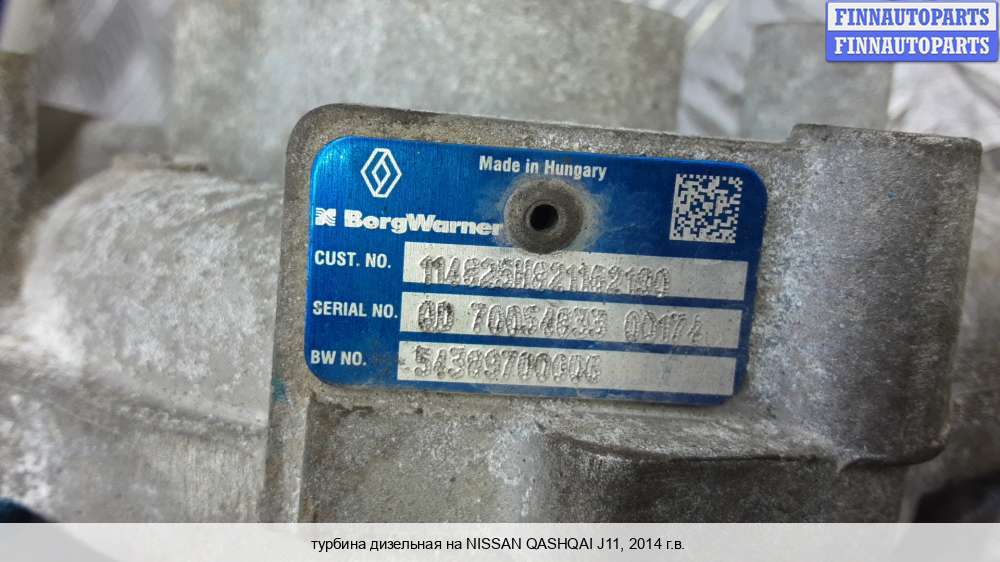 FINNAUTOPARTS
FINNAUTOPARTS
Made in Hungary
BorgWarner
CUST. NO.
SERIAL NO.
BW NO. 54389700006
турбина дизельная на NISSAN QASHQAI J11, 2014 г.в.